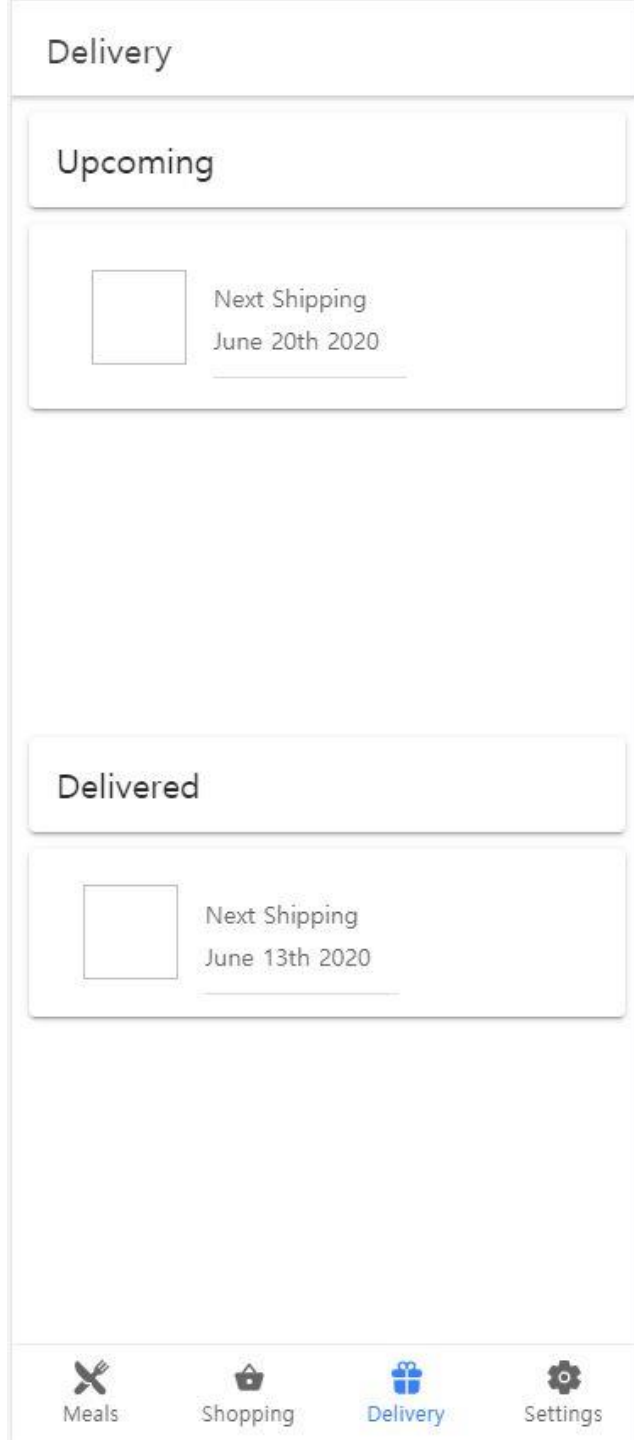 Delivery
Upcoming
Next Shipping
June 20th 2020
Delivered
Next Shipping
June 13th 2020
Meals
Shopping
Delivery
Settings